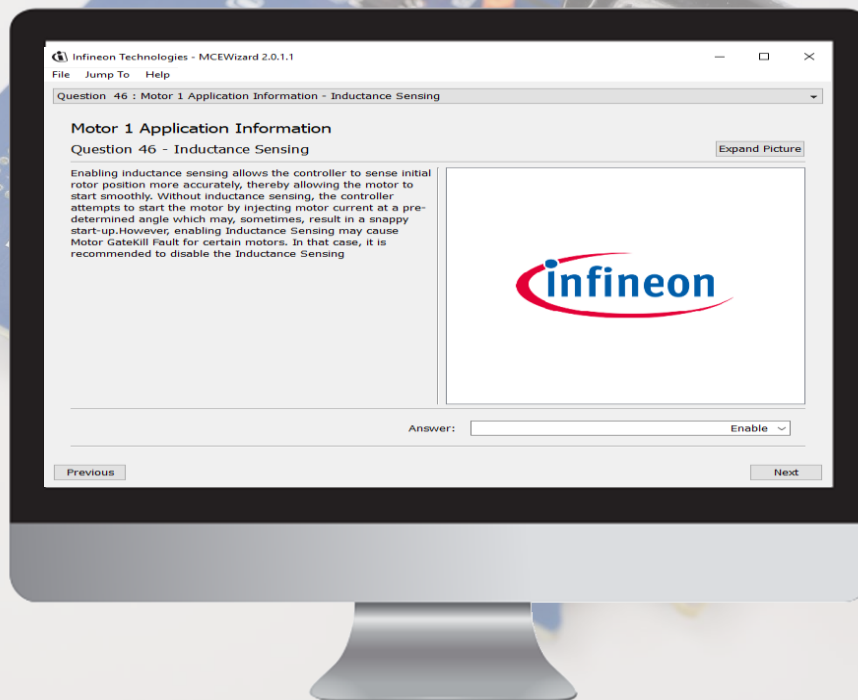 Infineon Technologies - MCEWizard 2.0.1.1
File Jump To Help
Question 46 : Motor 1 Application Information - Inductance Sensing
Motor 1 Application Information
Question 46 - Inductance Sensing
Expand Picture
Enabling inductance sensing allows the controller to sense initial
rotor position more accurately, thereby allowing the motor to
start smoothly. Without inductance sensing, the controller
attempts to start the motor by injecting motor current at a pre-
determined angle which may, sometimes, result in a snappy
start-up.However, enabling Inductance Sensing may cause
Motor GateKill Fault for certain motors. In that case, it is
recommended to disable the Inductance Sensing
infineon
Answer: Enable
Previous
Next